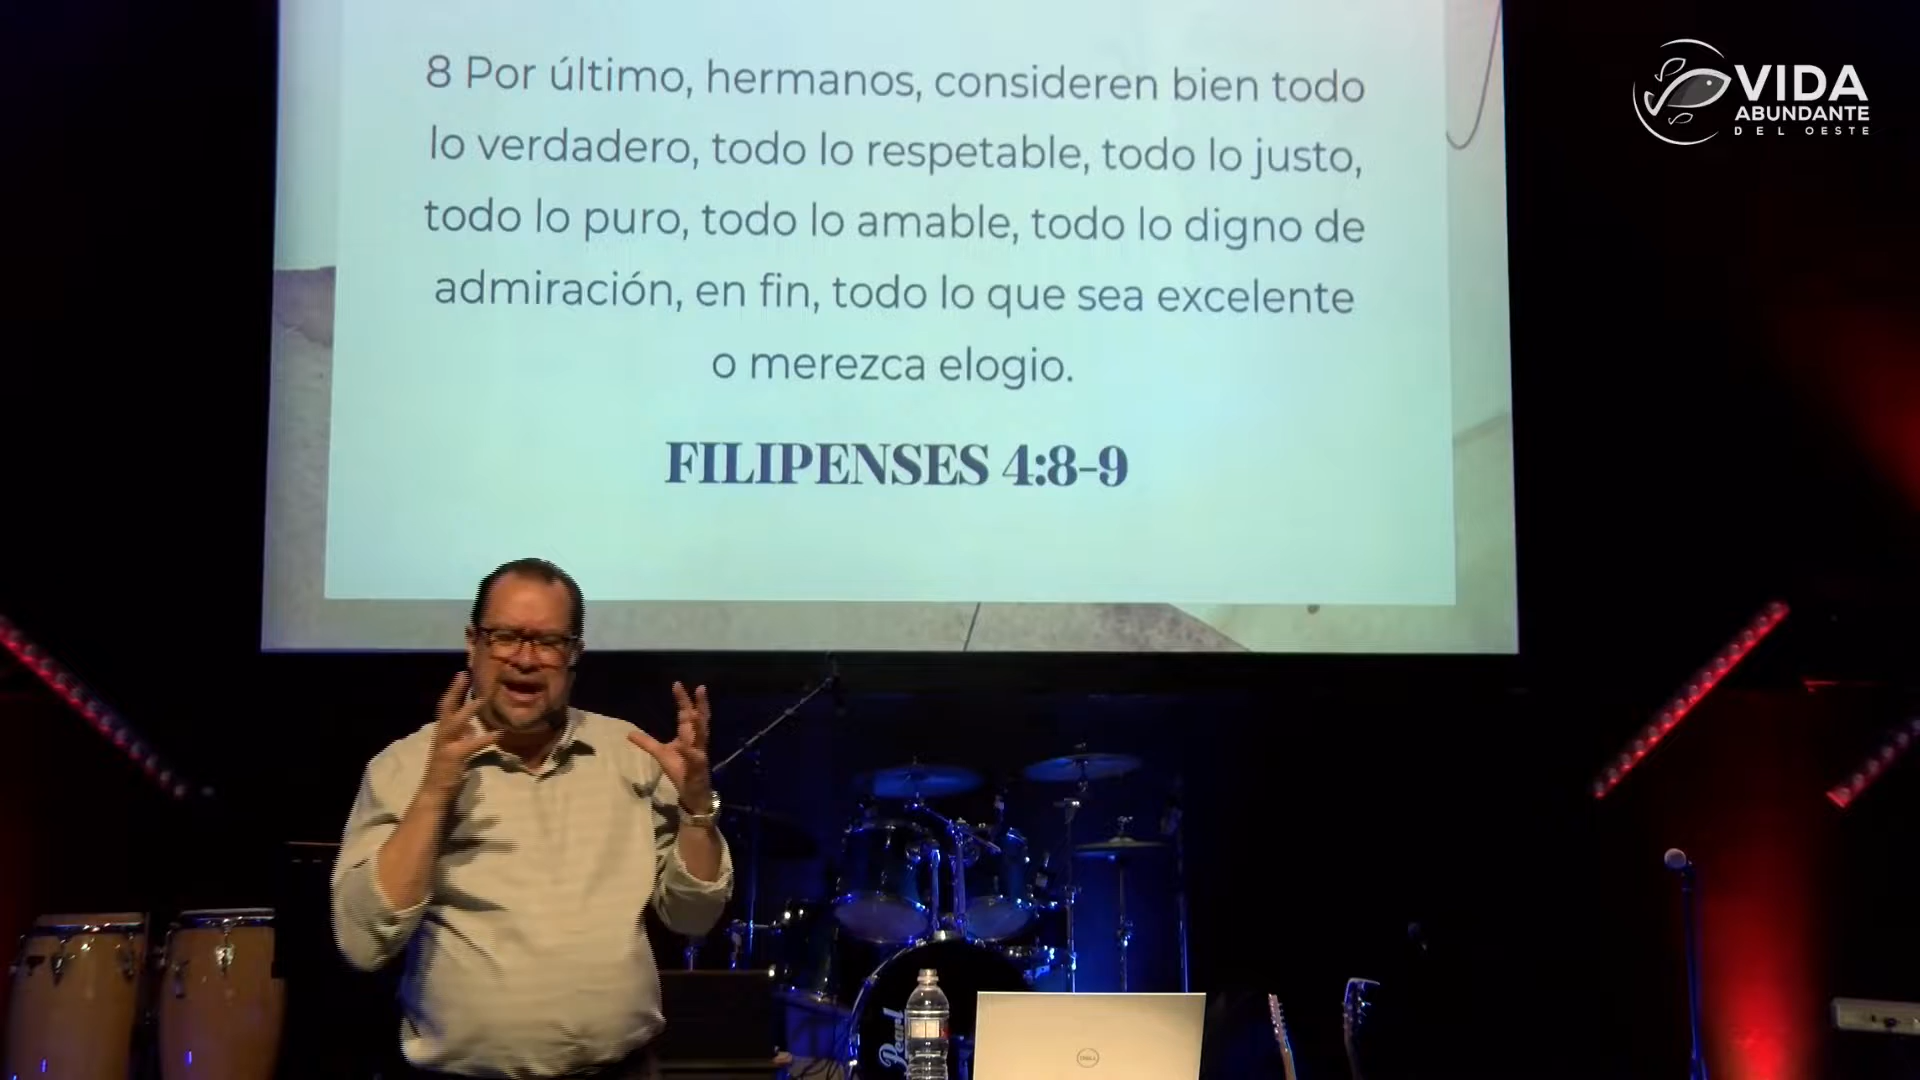 8 Por último, hermanos, consideren bien todo
lo verdadero, todo lo respetable, todo lo justo,
todo lo puro, todo lo amable, todo lo digno de
admiración, en fin, todo lo que sea excelente
o merezca elogio.
FILIPENSES 4:8-9
VIDA
ABUNDANTE
DEL OESTE
Pearl
DELL